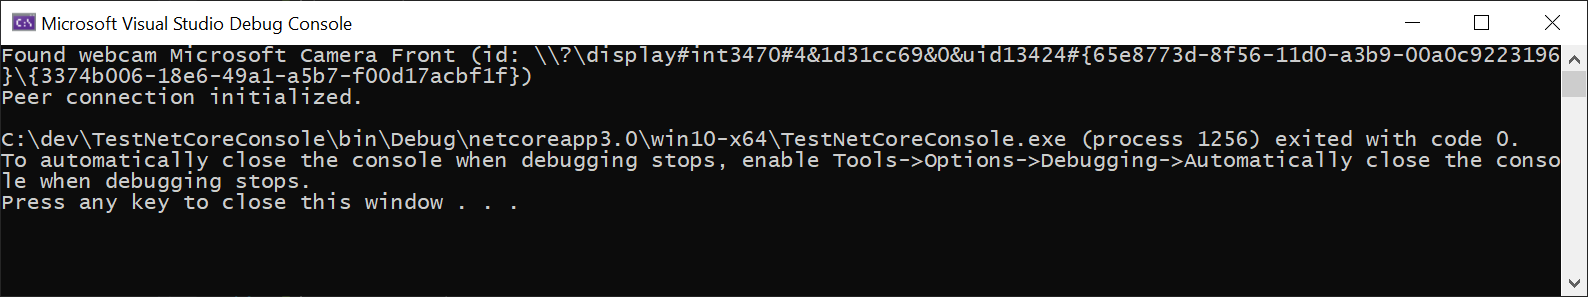 Microsoft Visual Studio Debug Console
Found webcam Microsoft Camera Front (id: \\?\display#int3470#4&1d31cc69&0&uid13424#{65e8773d-8f56-11d0-a3b9-00a0c9223196
}\{3374b006-18e6-49a1-a5b7-f00d17acbf1f})
Peer connection initialized.
C:\dev\TestNetCoreConsole\bin\Debug\netcoreapp3.0\win10-x64\TestNetCoreConsole.exe (process 1256) exited with code 0.
To automatically close the console when debugging stops, enable Tools->Options->Debugging->Automatically close the conso
le when debugging stops.
Press any key to close this window . . .